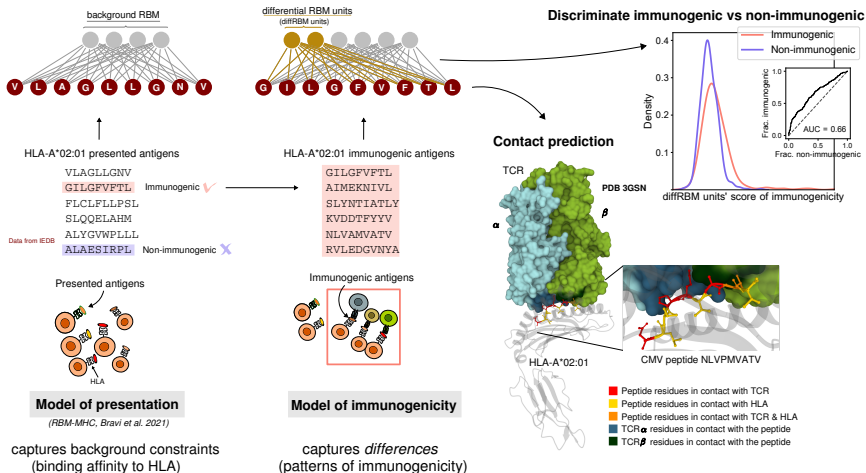 background RBM
V L A G L L G N V
HLA-A*02:01 presented antigens
VLAGLLGNV
GILGFVFTL
FLCLFLLPSL
SLQQELAHM
ALYGVWPLLL
ALAESIRPL
Immogenic
Non-immunogenic
Data from IEDB
Presented antigens
HLA
Model of presentation
(RBM-MHC, Bravi et al. 2021)
captures background constraints
(binding affinity to HLA)
differential RBM units
(diffRBM units)
G I L G F V F T L
HLA-A*02:01 immunogenic antigens
GILGFVFTL
AIMEKNIVL
SLYNTIATLY
KVDDTFYYV
NLVAMVATV
RVLEDGVNYA
Immunogenic antigens
Model of immunogenicity
captures differences
(patterns of immunogenicity)
Discriminate immunogenic vs non-immunogenic
Immunogenic
Non-immunogenic
0.4
0.3
0.2
0.1
Density
diffRBM units' score of immunogenicity
Frac. immunogenic
1.0
0.5
0.0
AUC = 0.66
0.0 0.5 1.0
Frac. non-immunogenic
Contact prediction
TCR
PDB 3GSN
α
β
HLA-A*02:01
CMV peptide NLVPMVATV
Peptide residues in contact with TCR
Peptide residues in contact with HLA
Peptide residues in contact with TCR & HLA
TCRα residues in contact with the peptide
TCRβ residues in contact with the peptide